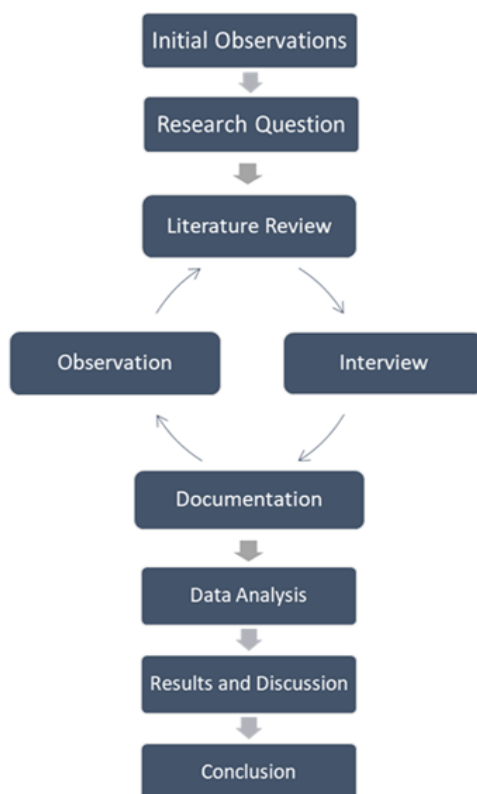 Initial Observations
Research Question
Literature Review
Observation
Interview
Documentation
Data Analysis
Results and Discussion
Conclusion